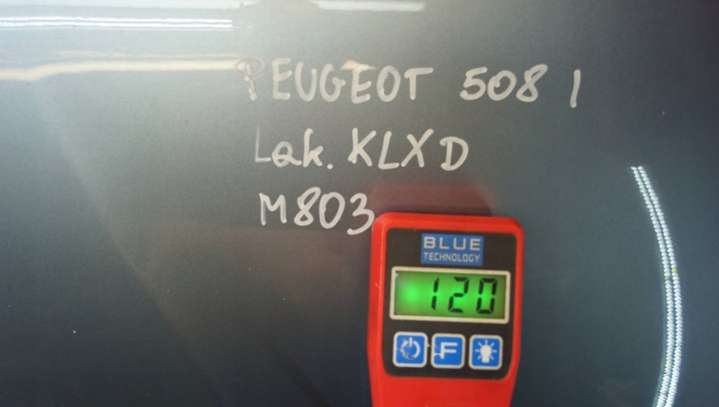 PEUGEOT 508 I
Lak. KLXD
M803
BLUE
TECHNOLOGY
120
F